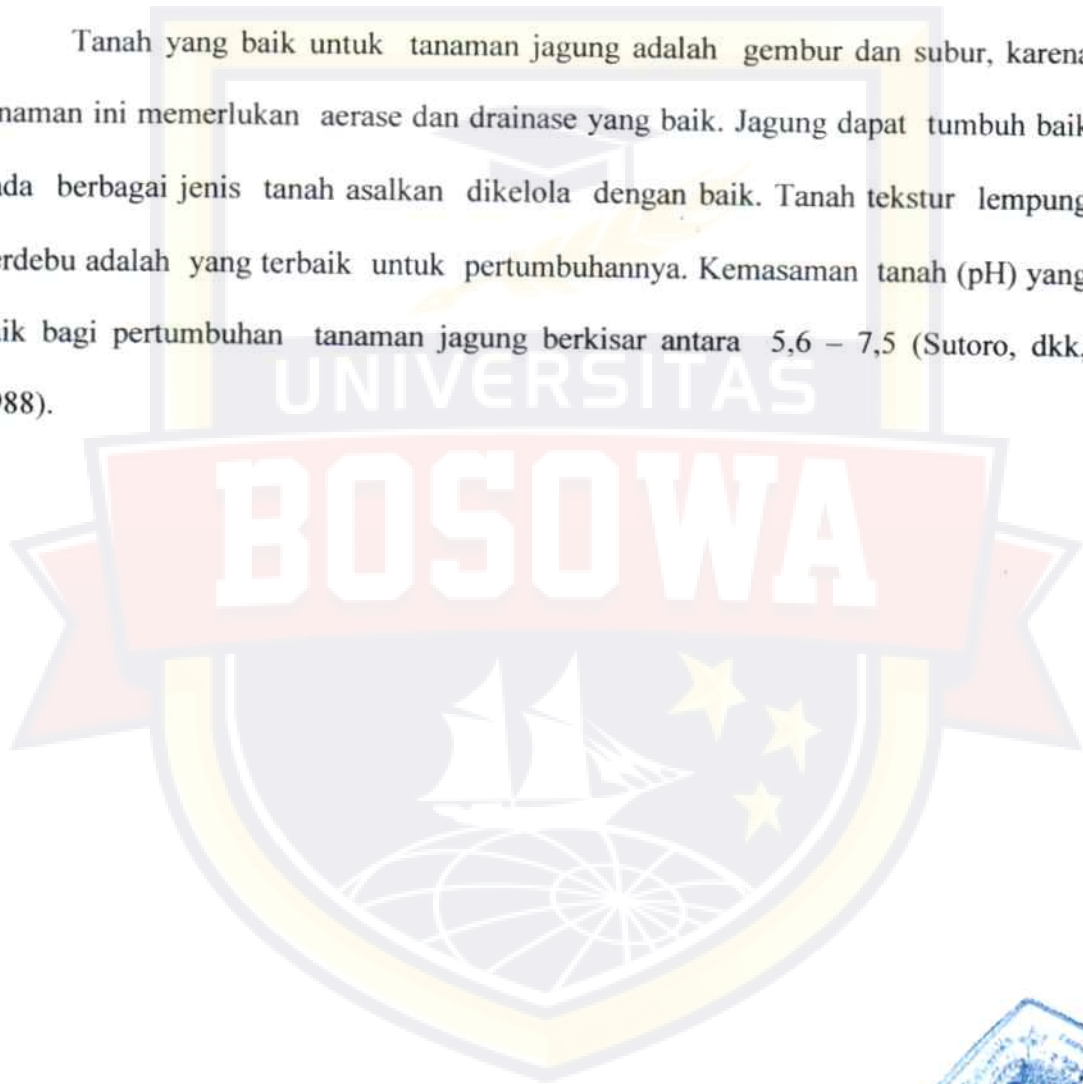 Tanah yang baik untuk tanaman jagung adalah gembur dan subur, karena
naman ini memerlukan aerase dan drainase yang baik. Jagung dapat tumbuh baik
da berbagai jenis tanah asalkan dikelola dengan baik. Tanah tekstur lempung
erdebu adalah yang terbaik untuk pertumbuhannya. Kemasaman tanah (pH) yang
ik bagi pertumbuhan tanaman jagung berkisar antara 5,6 – 7,5 (Sutoro, dkk,
88).
UNIVERSITAS
BOSOWA